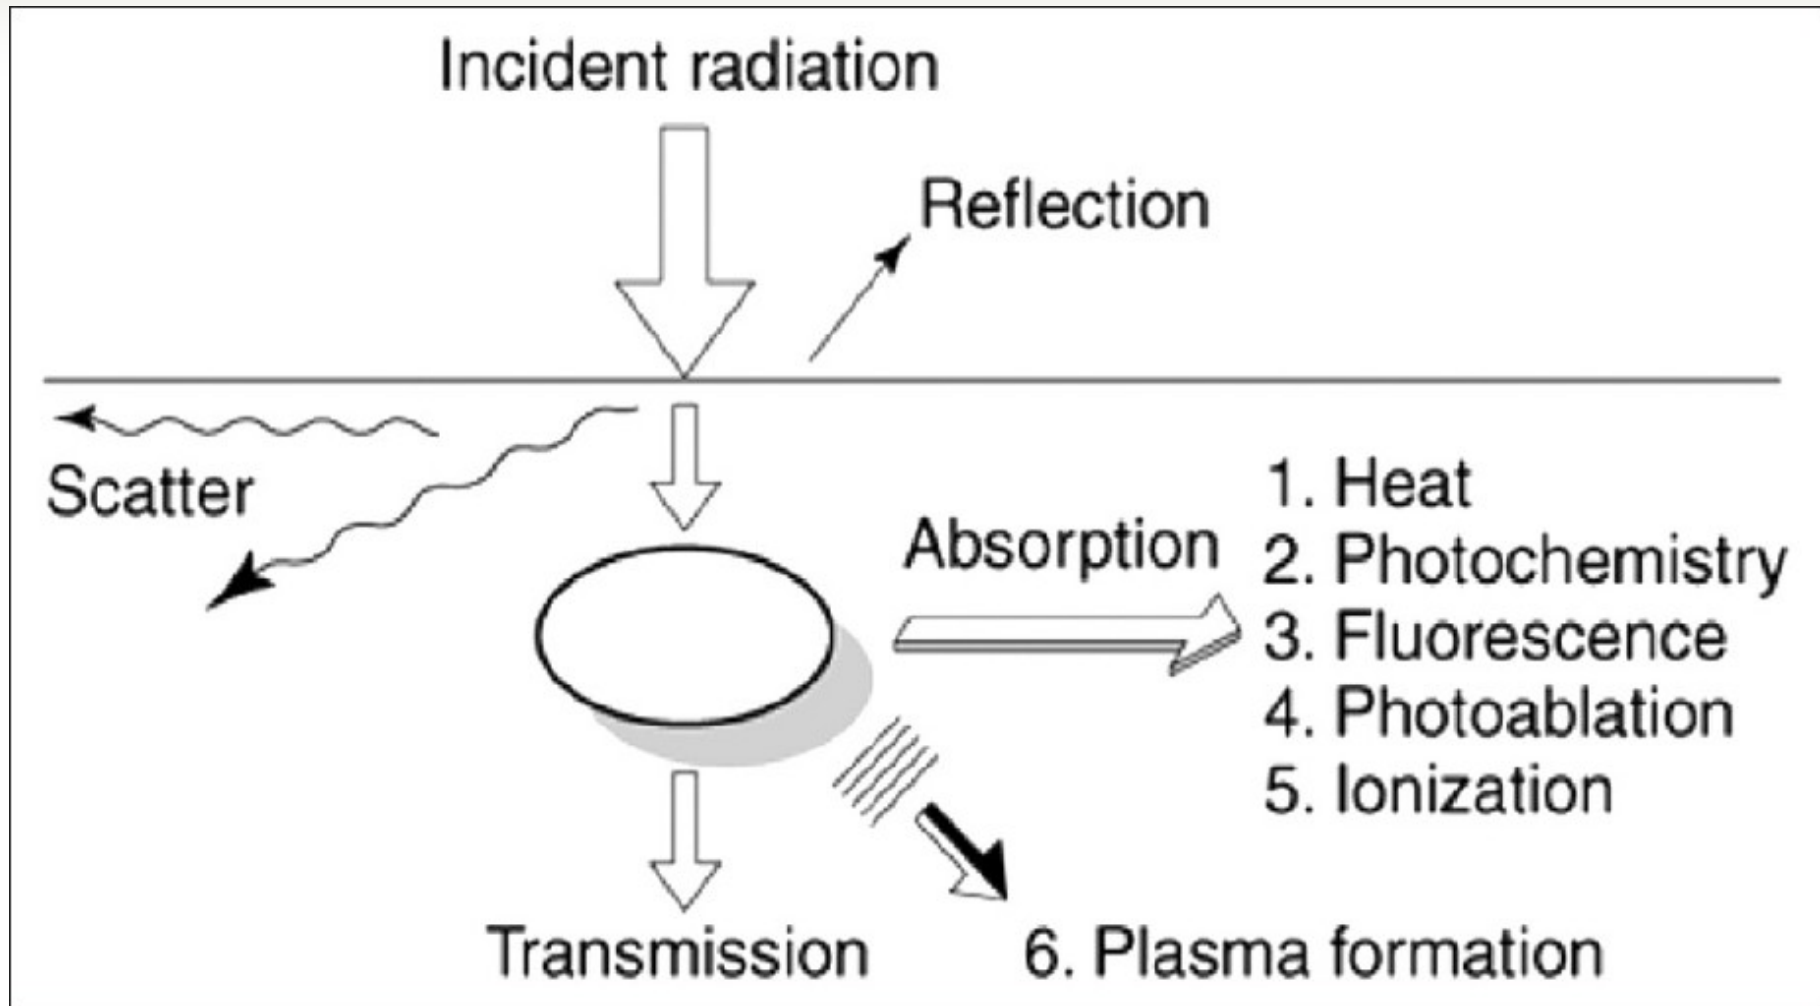 Incident radiation
Reflection
Scatter
Absorption
1. Heat
2. Photochemistry
3. Fluorescence
4. Photoablation
5. Ionization
Transmission
6. Plasma formation